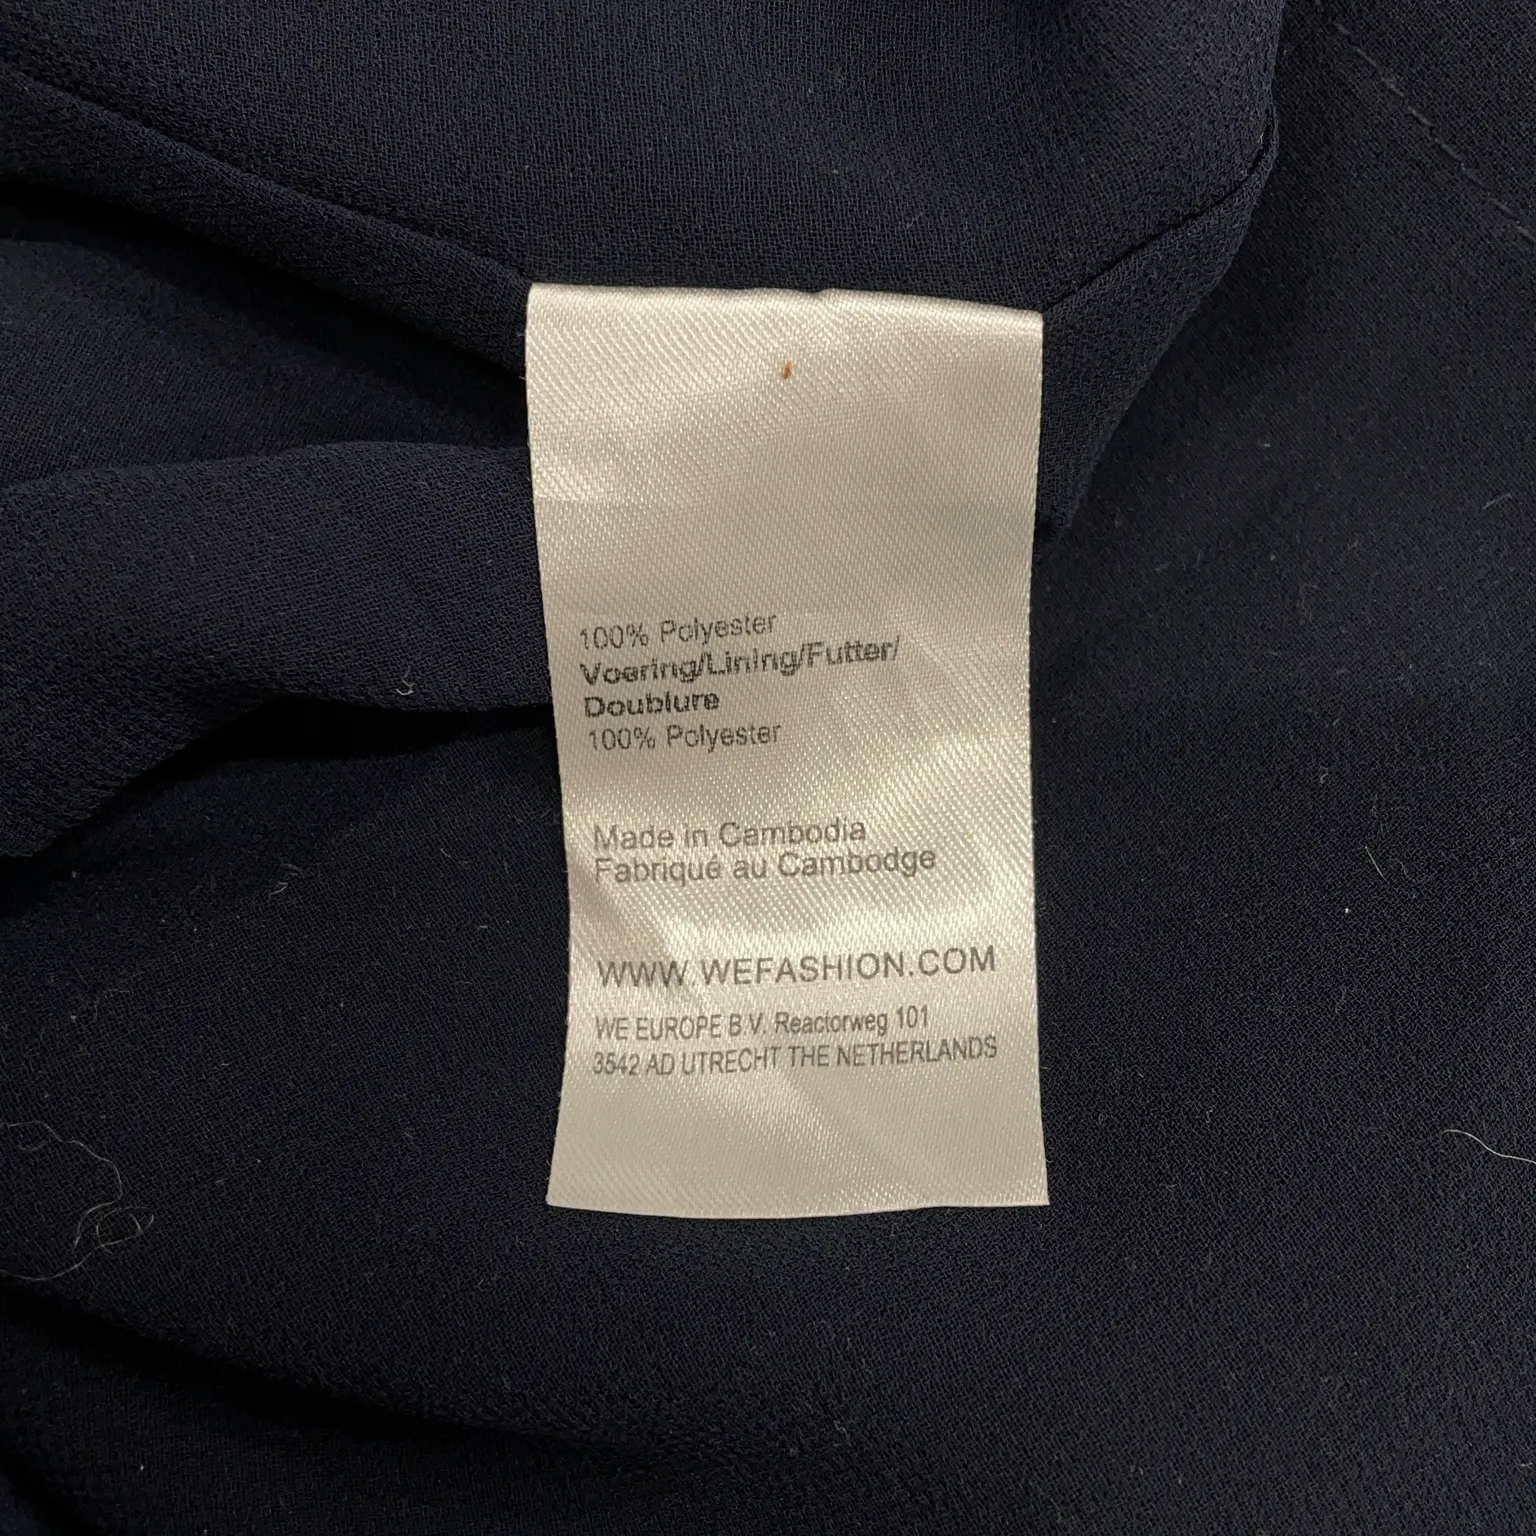 100% Polyester
Voering/Lining/Futter/
Doublure
100% Polyester
Made in Cambodia
Fabriqué au Cambodge
WWW.WEFASHION.COM
WE EUROPE B.V. Reactorweg 101
3542 AD UTRECHT THE NETHERLANDS